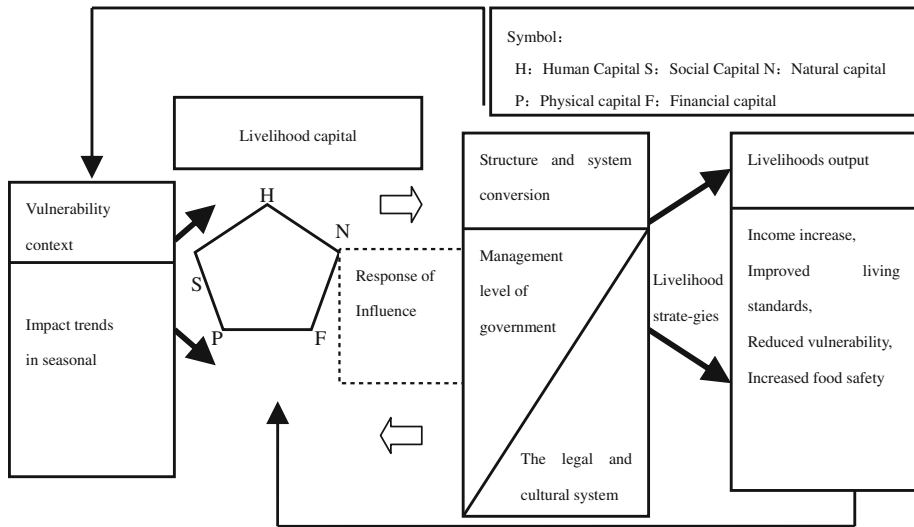 Symbol：
H：Human Capital S：Social Capital N：Natural capital
P：Physical capital F：Financial capital
Livelihood capital
Vulnerability
context
Impact trends
in seasonal
H
N
S
P
F
Response of
Influence
Structure and system
conversion
Management
level of
government
The legal and
cultural system
Livelihood
strate-gies
Livelihoods output
Income increase,
Improved living
standards,
Reduced vulnerability,
Increased food safety